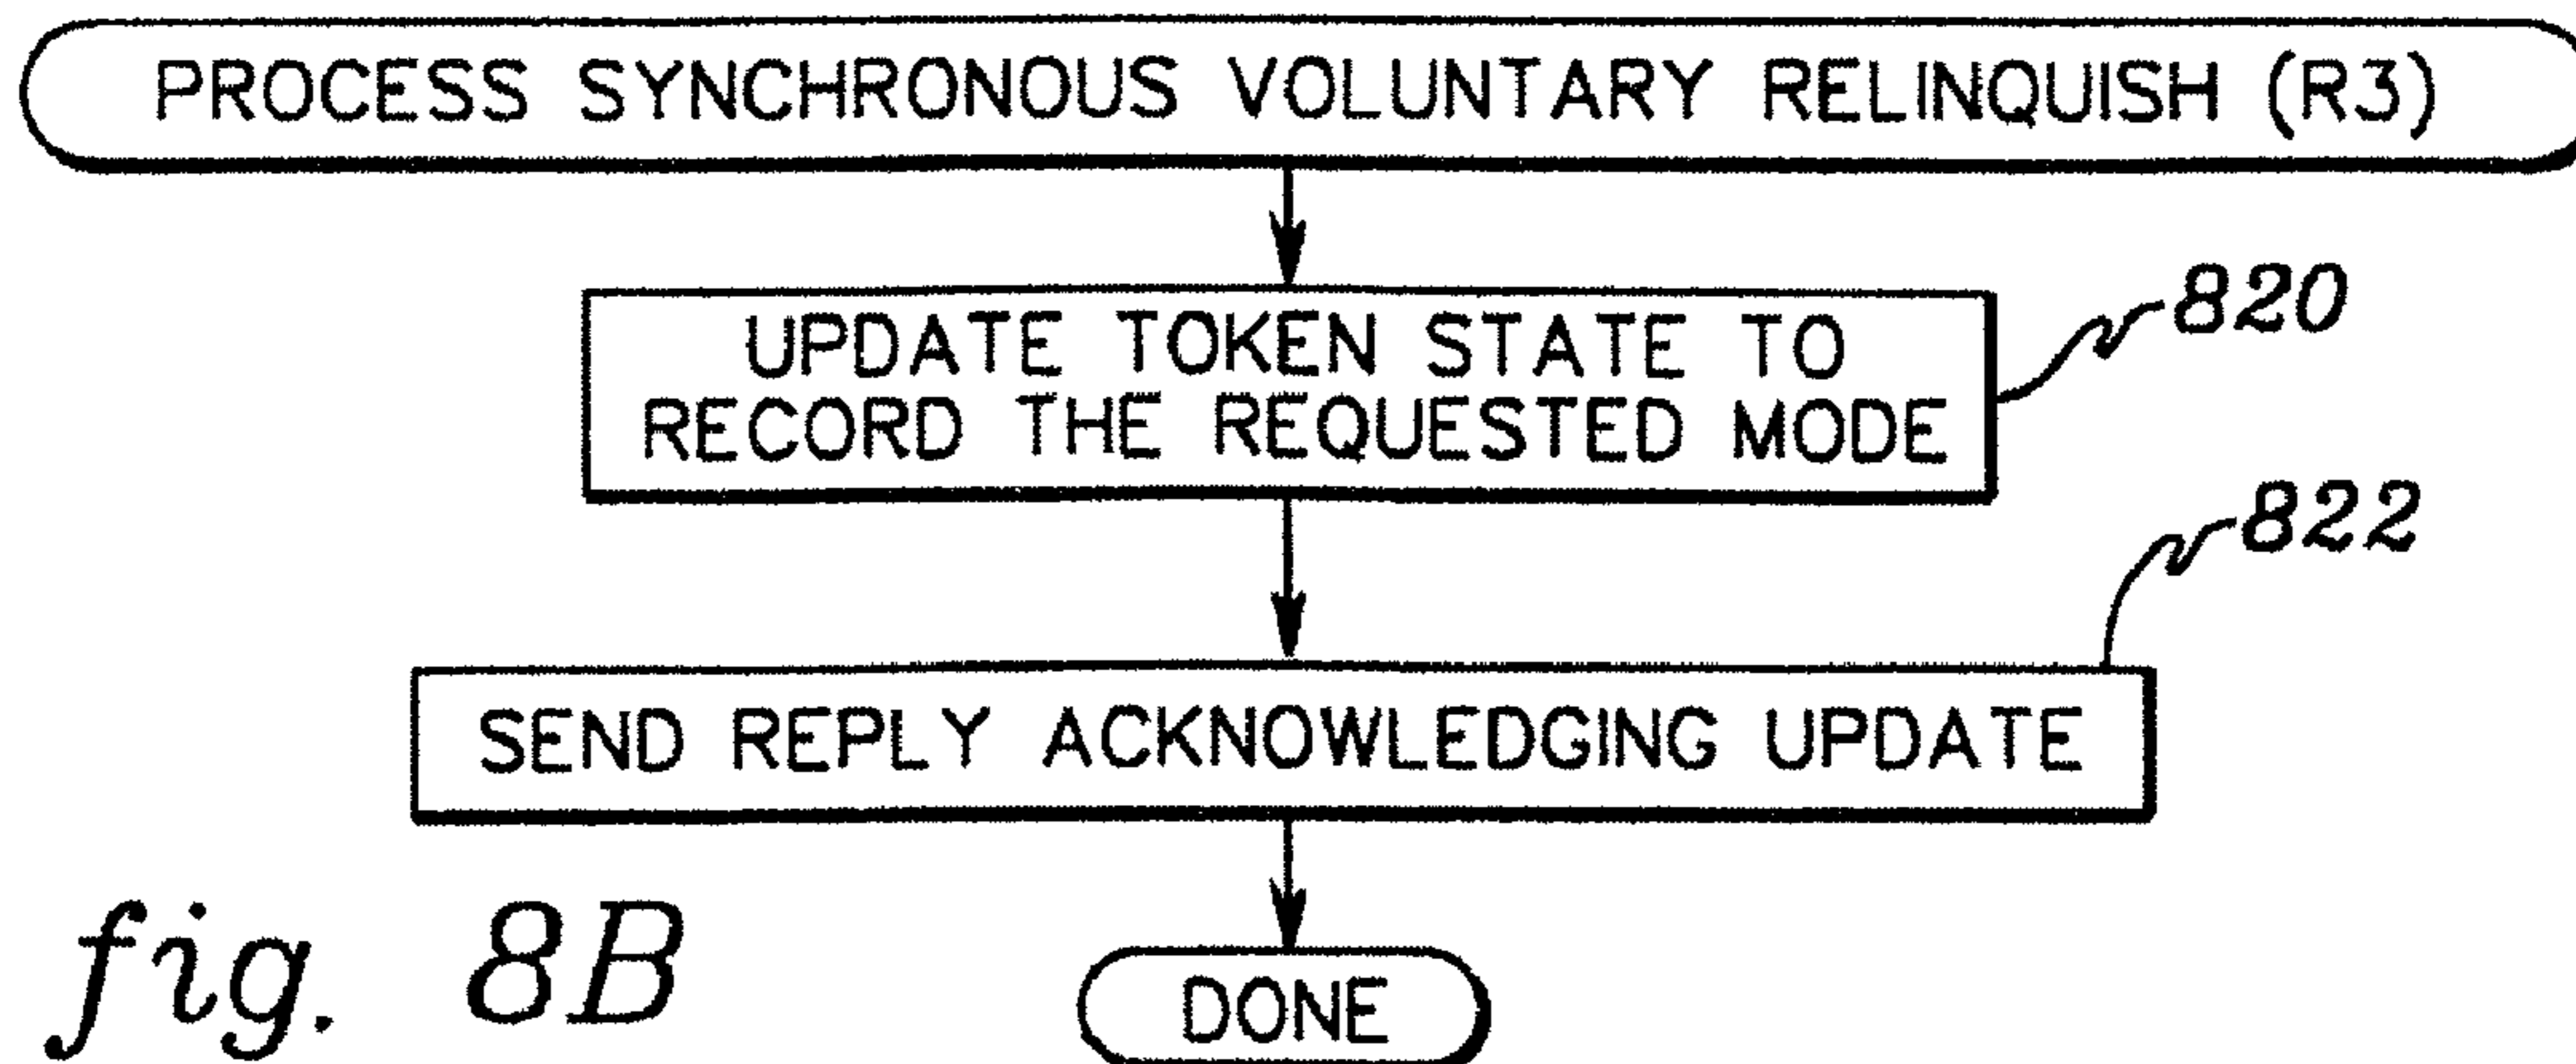 PROCESS SYNCHRONOUS VOLUNTARY RELINQUISH (R3)
UPDATE TOKEN STATE TO
RECORD THE REQUESTED MODE
820
822
SEND REPLY ACKNOWLEDGING UPDATE
DONE
fig. 8B